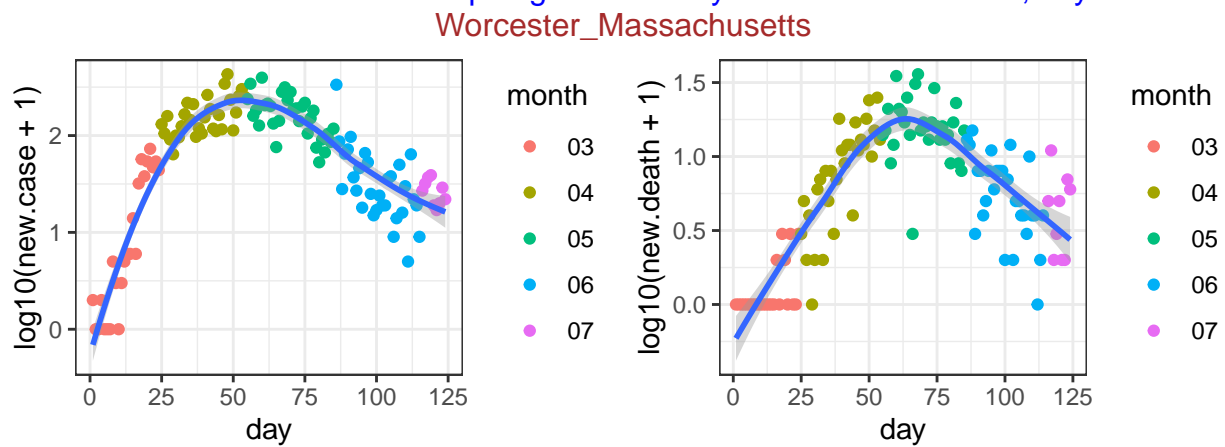 Worcester_Massachusetts
log10(new.case + 1)
2
1
0
0 25 50 75 100 125
day
month
03
04
05
06
07
log10(new.death + 1)
1.5
1.0
0.5
0.0
0 25 50 75 100 125
day
month
03
04
05
06
07